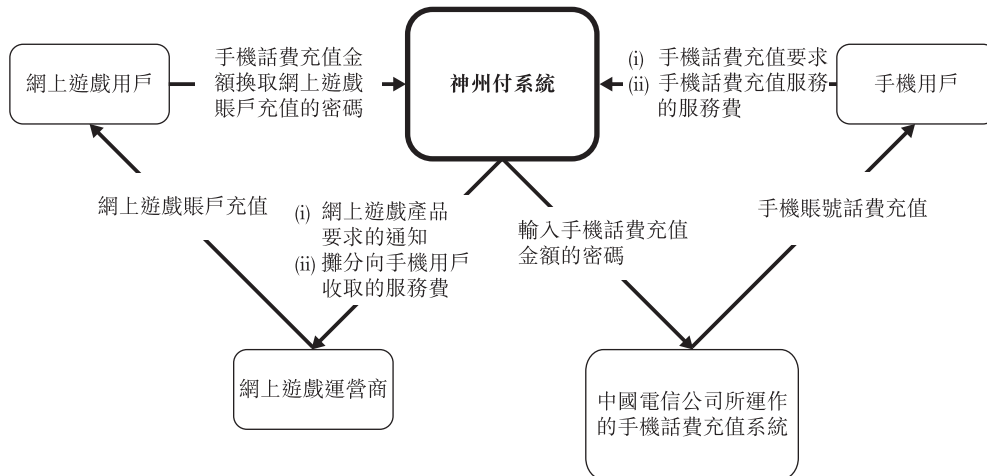 網上遊戲用戶
手機話費充值金
額換取網上遊戲
賬戶充值的密碼
神州付系統
(i) 手機話費充值要求
(ii) 手機話費充值服務
的服務費
手機用戶
網上遊戲賬戶充值
(i) 網上遊戲產品
要求的通知
(ii) 攤分向手機用戶
收取的服務費
輸入手機話費充值
金額的密碼
手機賬號話費充值
網上遊戲運營商
中國電信公司所運作
的手機話費充值系統